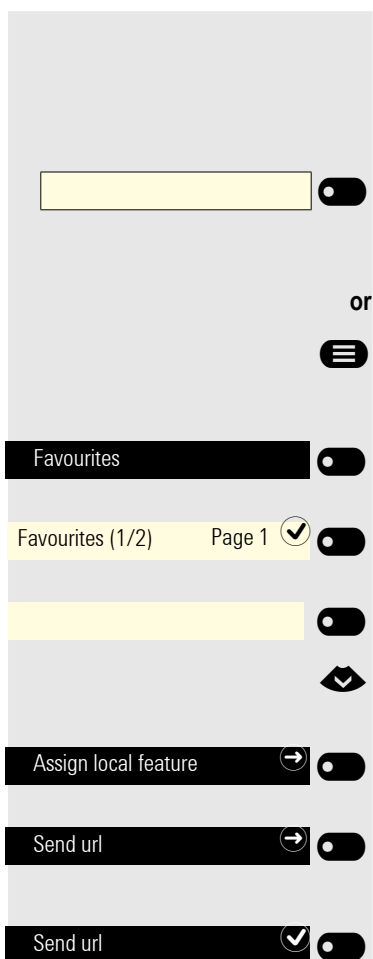 or
Favourites
Favourites (1/2) Page 1
Assign local feature
Send url
Send url